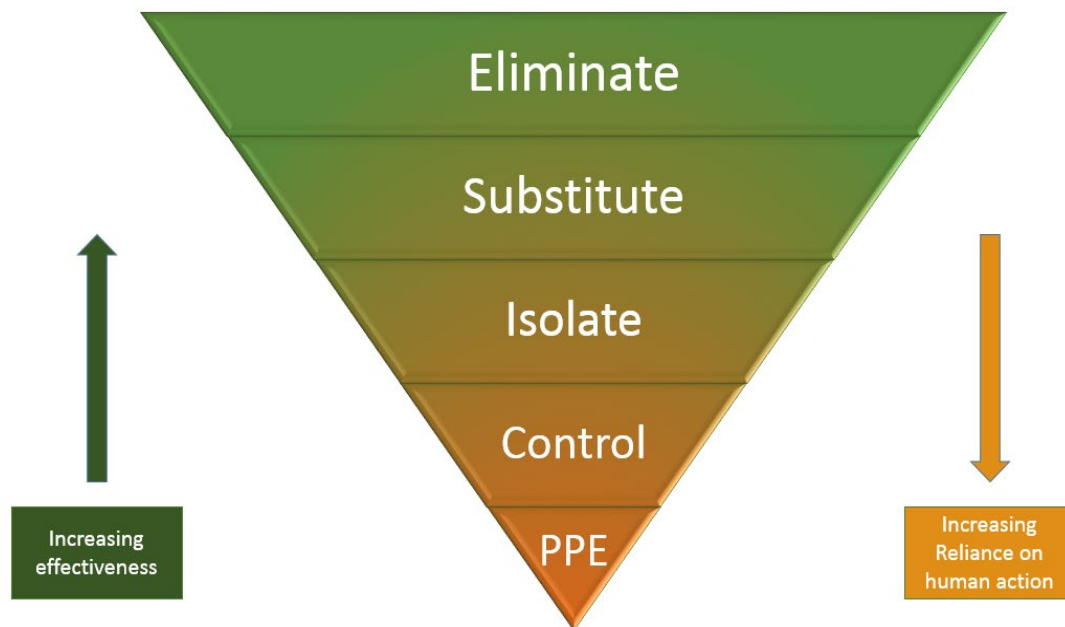 Eliminate
Substitute
Isolate
Control
PPE
Increasing
effectiveness
Increasing
Reliance on
human action